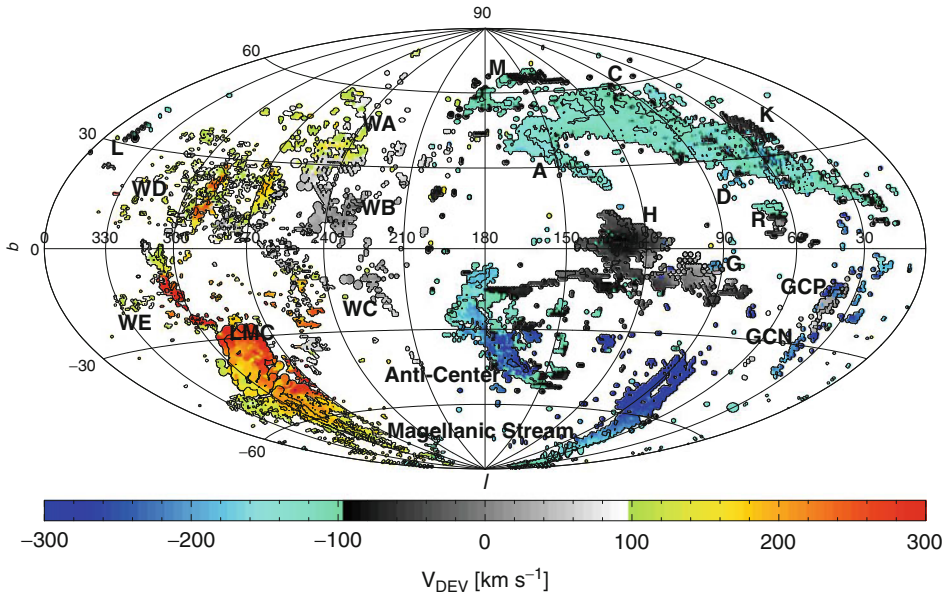 90
60
M
C
K
WA
30
L
A
WD
D
WB
H
R
b
0
330
300
240
210
180
150
120
90
60
30
G
GCP
WC
WE
LMC
GCN
−30
Anti-Center
Magellanic Stream
−60
l
−300
−200
−100
0
100
200
300
V_DEV [km s⁻¹]